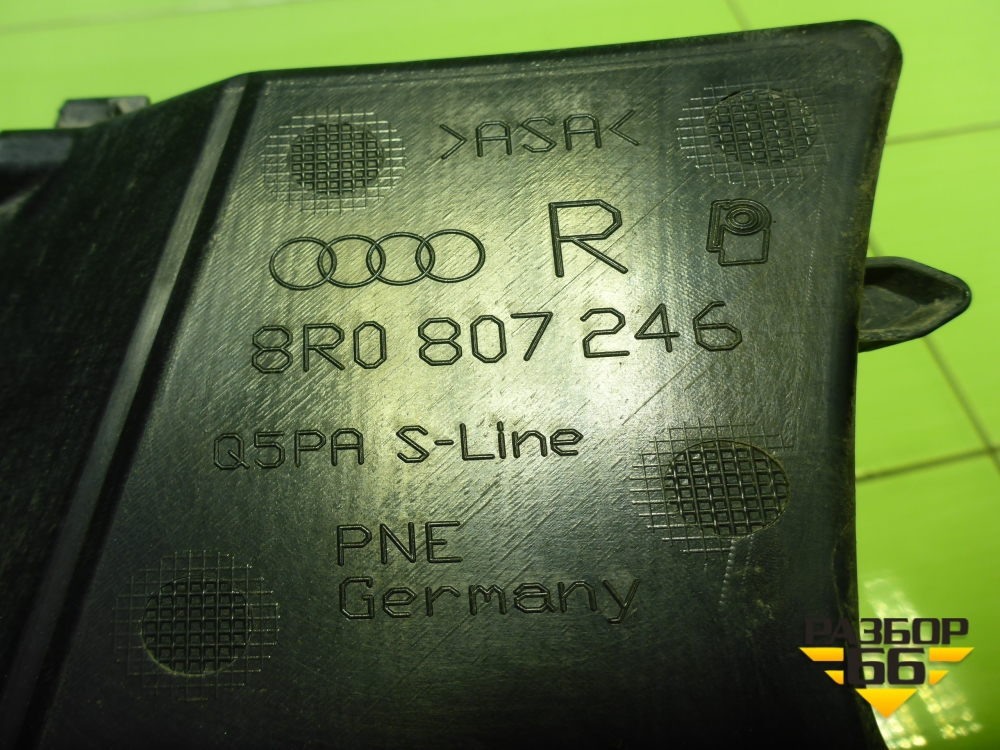 >ASA<
R
8R0 807 246
Q5PA S-Line
PNE
Germany
РАЗБОР
66